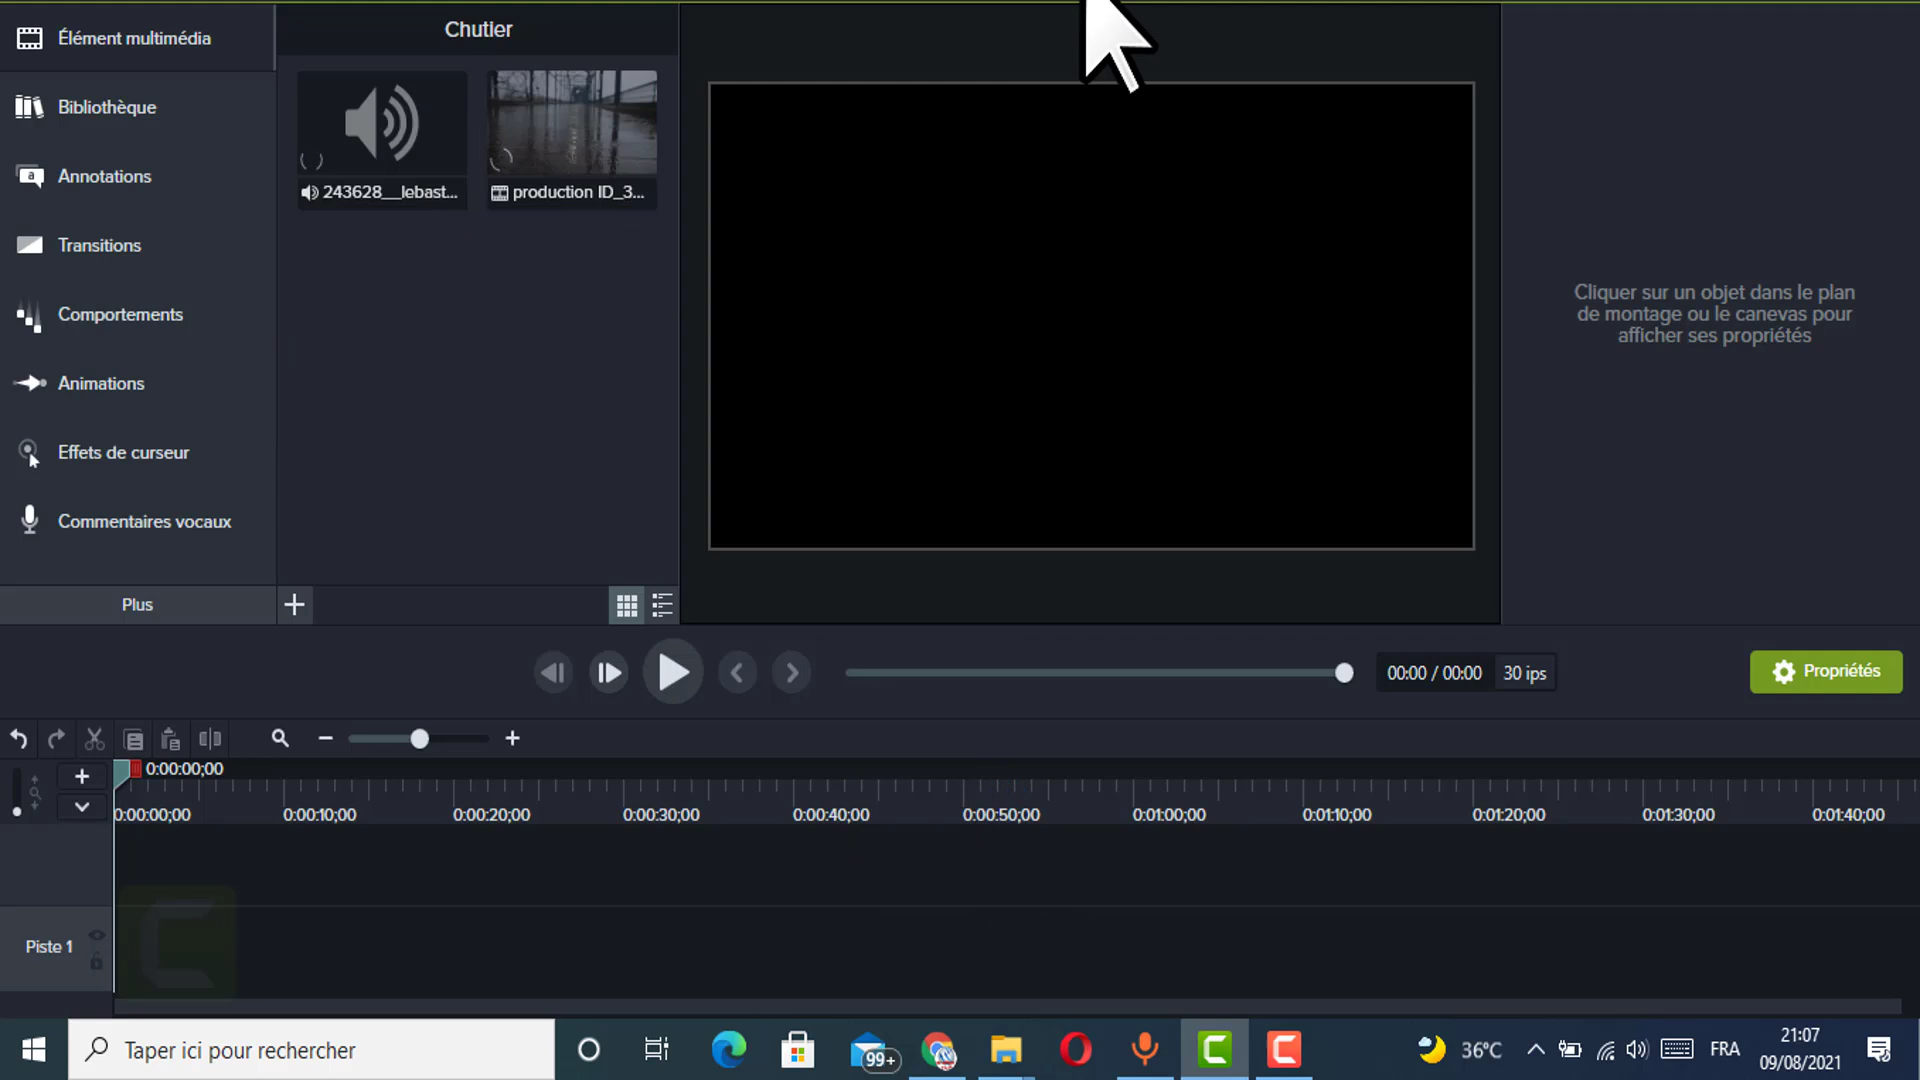 Élément multimédia
Chutier
Bibliothèque
Annotations
Transitions
Comportements
Animations
Effets de curseur
Commentaires vocaux
243628__lebast...
production ID_3...
Cliquer sur un objet dans le plan
de montage ou le canevas pour
afficher ses propriétés
Plus
00:00 / 00:00
30 ips
Propriétés
0:00:00;00
0:00:00;00
0:00:10;00
0:00:20;00
0:00:30;00
0:00:40;00
0:00:50;00
0:01:00;00
0:01:10;00
0:01:20;00
0:01:30;00
0:01:40;00
Piste 1
Taper ici pour rechercher
99+
36°C
FRA
21:07
09/08/2021